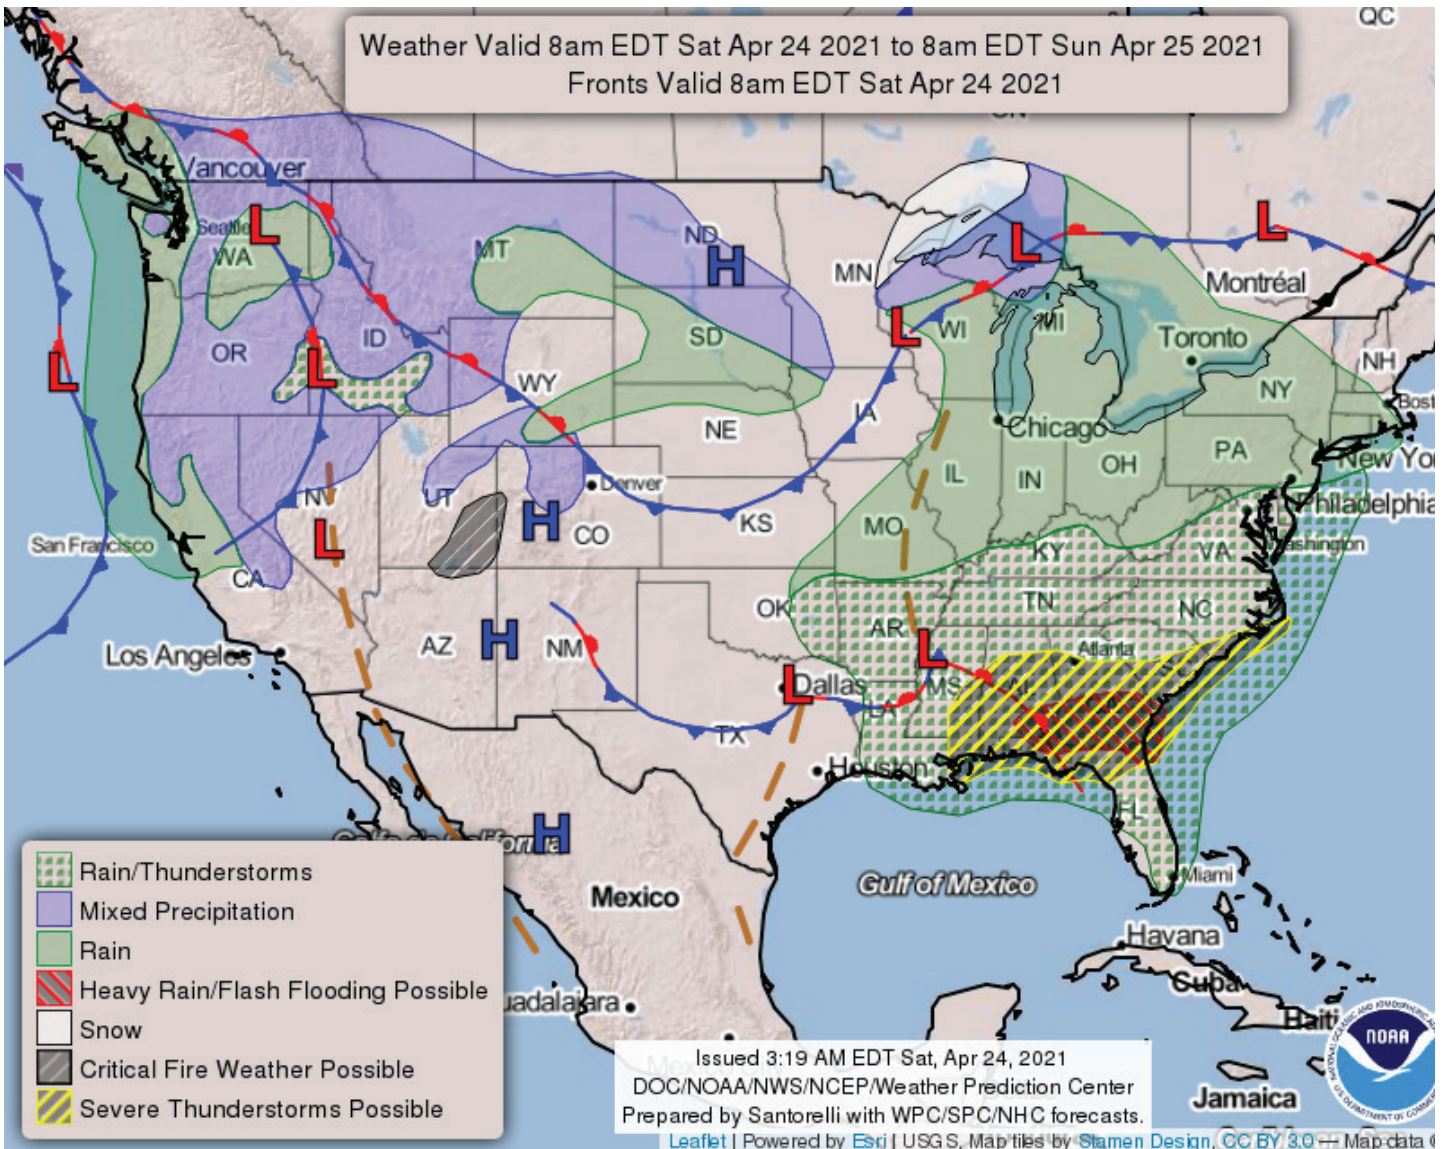 QC
Weather Valid 8am EDT Sat Apr 24 2021 to 8am EDT Sun Apr 25 2021
Fronts Valid 8am EDT Sat Apr 24 2021
Vancouver
Seattle
L
WA
MT
ND
H
MN
L
L
Montréal
OR
ID
L
SD
L
WI
MI
Toronto
NH
L
WY
NY
Bost
IA
NE
Chicago
PA
New Yo
IL
IN
OH
NV
UT
Denver
Philadelphia
San Francisco
L
H
CO
KS
MO
KY
VA
ashington
CA
OK
TN
NC
Los Angeles
AZ
H
NM
AR
L
Atlanta
L
Dallas
LA
MS
AL
TX
Houston
FL
H
Gulf of Mexico
Miami
Mexico
Havana
Cuba
uadalajara
Haiti
Jamaica
Rain/Thunderstorms
Mixed Precipitation
Rain
Heavy Rain/Flash Flooding Possible
Snow
Critical Fire Weather Possible
Severe Thunderstorms Possible
NOAA
Issued 3:19 AM EDT Sat, Apr 24, 2021
DOC/NOAA/NWS/NCEP/Weather Prediction Center
Prepared by Santorelli with WPC/SPC/NHC forecasts.
Leaflet | Powered by Esri | USGS, Map tiles by Stamen Design, CC BY 3.0 — Map data ©